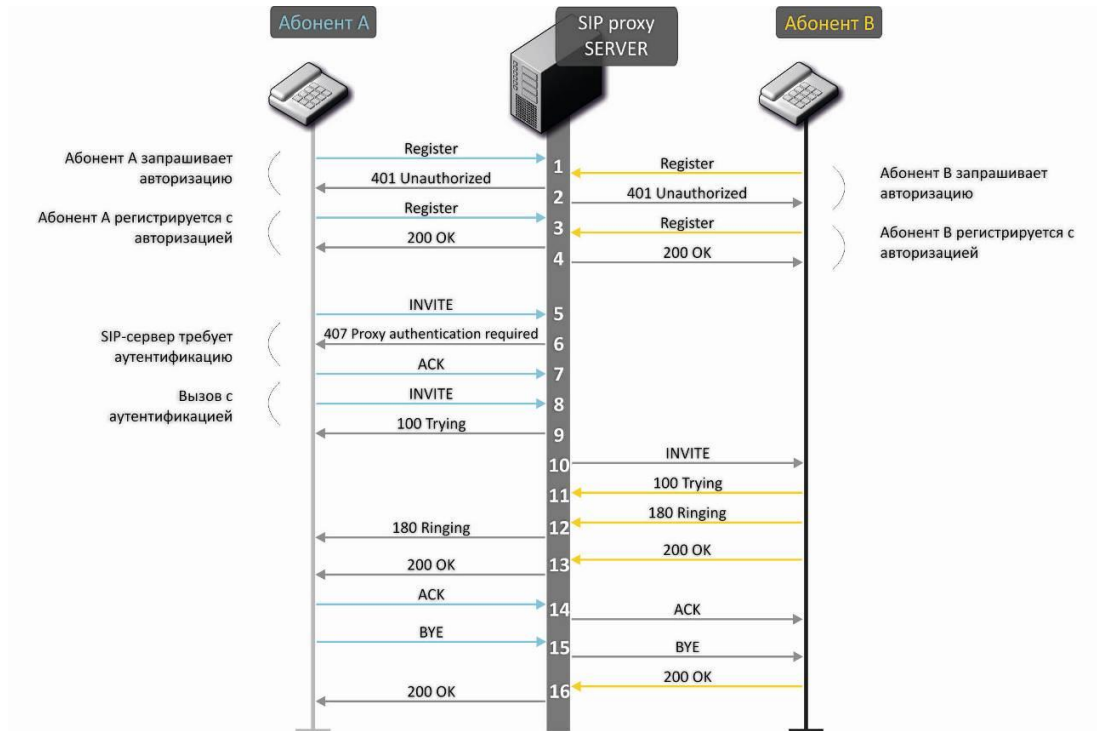 Абонент A
SIP proxy
SERVER
Абонент B
Абонент A запрашивает
авторизацию
Register
1
Register
401 Unauthorized
2
401 Unauthorized
Абонент B запрашивает
авторизацию
Абонент A регистрируется с
авторизацией
Register
3
Register
200 OK
4
200 OK
Абонент B регистрируется с
авторизацией
INVITE
5
SIP-сервер требует
аутентификацию
407 Proxy authentication required
6
ACK
7
Вызов с
аутентификацией
INVITE
8
100 Trying
9
10
INVITE
11
100 Trying
12
180 Ringing
180 Ringing
13
200 OK
200 OK
ACK
14
ACK
BYE
15
BYE
16
200 OK
200 OK